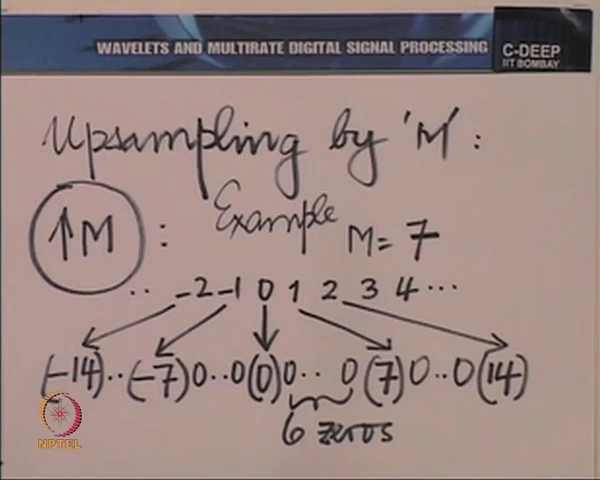 WAVELETS AND MULTIRATE DIGITAL SIGNAL PROCESSING
C-DEEP
IIT BOMBAY
Upsampling by 'M' :
↑M : Example M = 7
.. -2 -1 0 1 2 3 4 ...
(-14)..(-7)0..0(0)0.. 0(7)0..0(14)
6 zeros
NPTEL